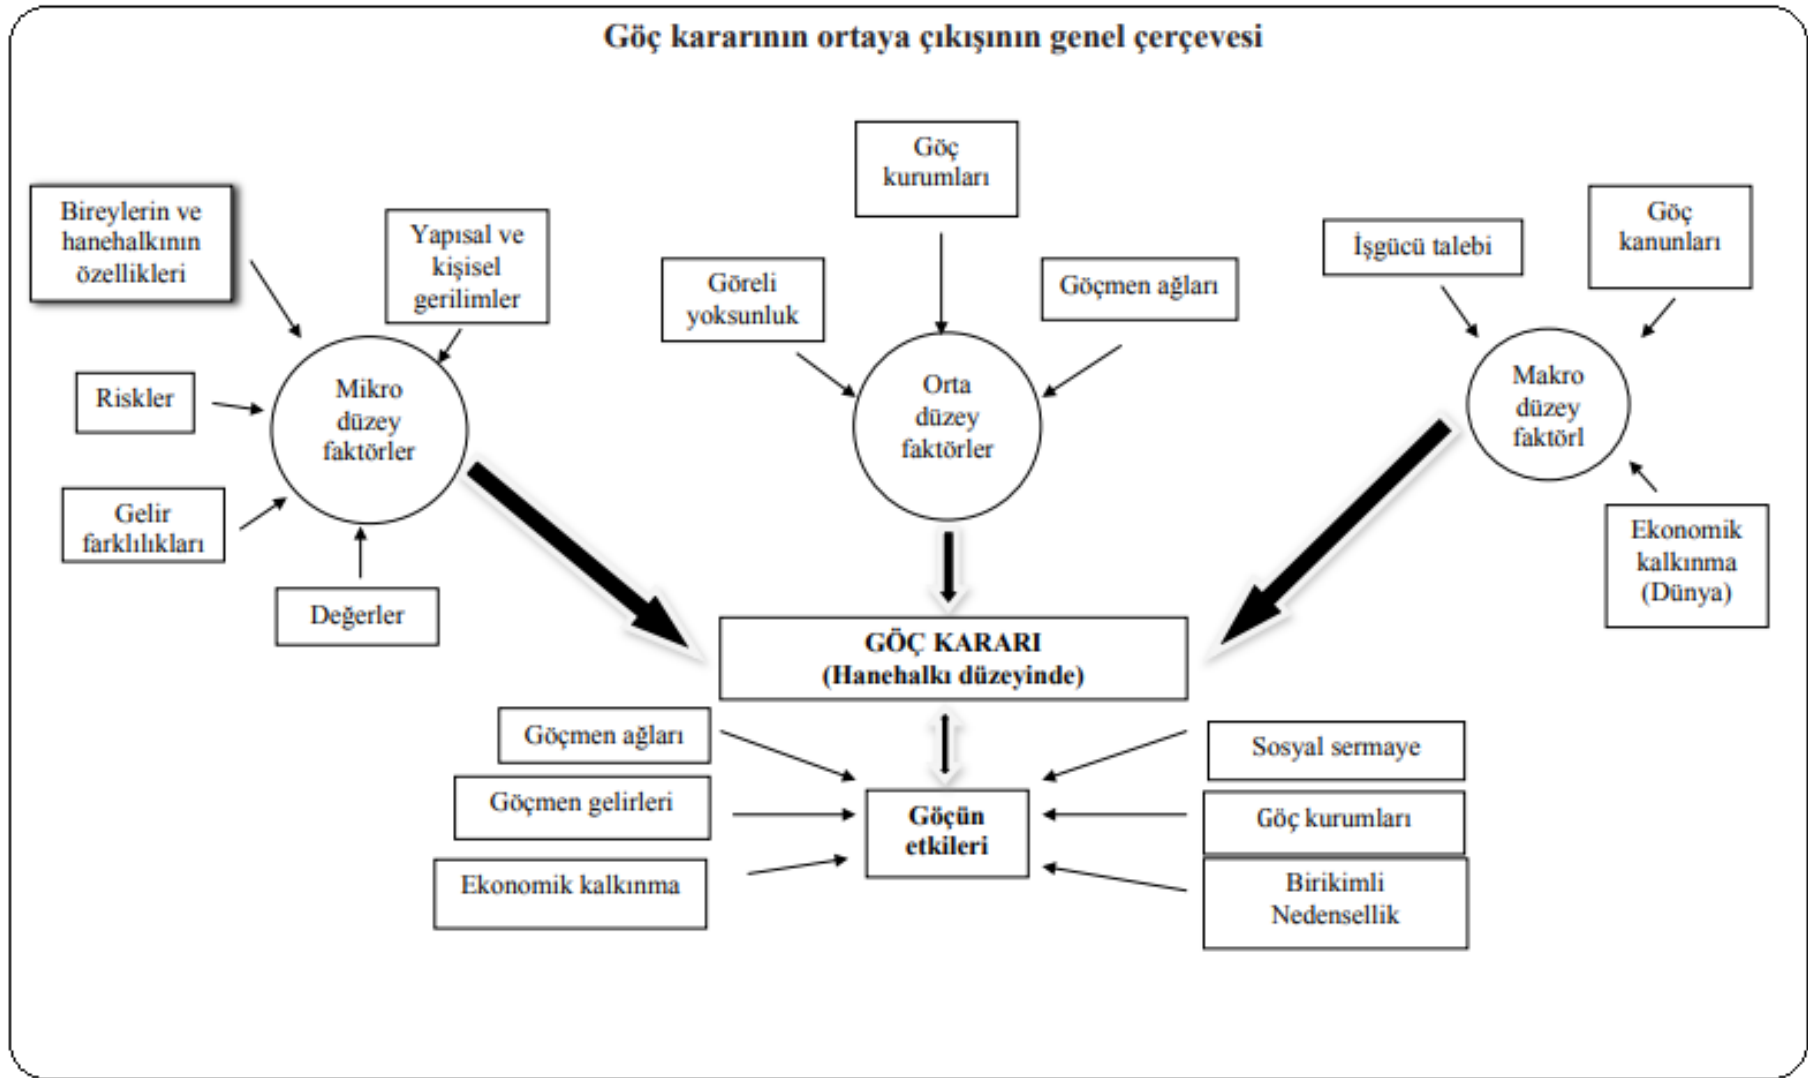 Göç kararının ortaya çıkışının genel çerçevesi
Bireylerin ve
hanehalkının
özellikleri
Yapısal ve
kişisel
gerilimler
Riskler
Mikro
düzey
faktörler
Gelir
farklılıkları
Değerler
Göç
kurumları
Göreli
yoksunluk
Göçmen ağları
Orta
düzey
faktörler
İşgücü talebi
Göç
kanunları
Makro
düzey
faktörl
Ekonomik
kalkınma
(Dünya)
GÖÇ KARARI
(Hanehalkı düzeyinde)
Göçmen ağları
Göçmen gelirleri
Ekonomik kalkınma
Göçün
etkileri
Sosyal sermaye
Göç kurumları
Birikimli
Nedensellik